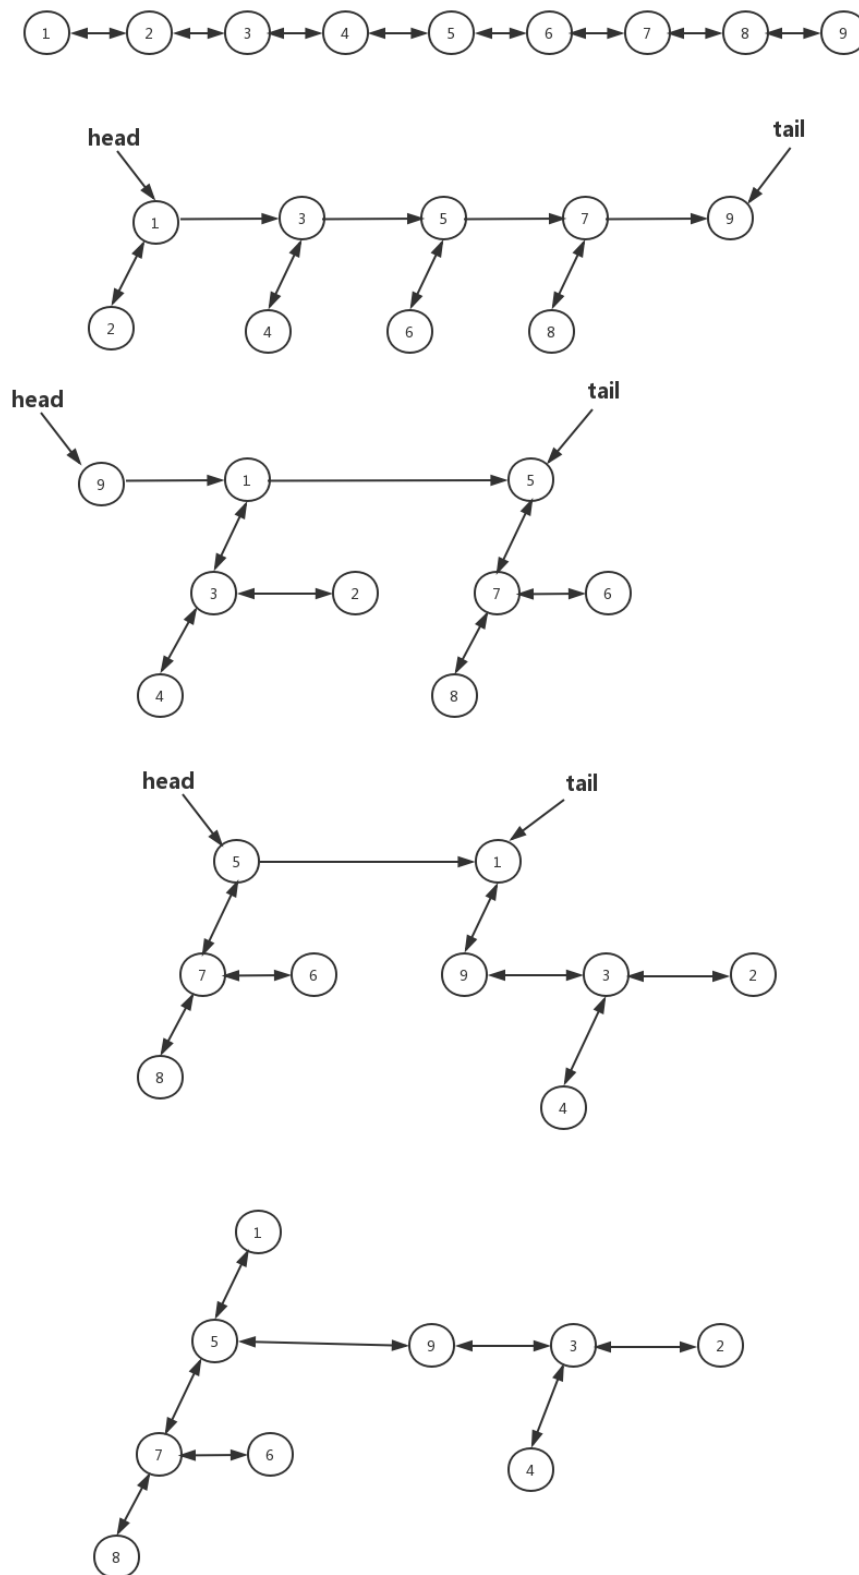 1 2 3 4 5 6 7 8 9
head tail
1 3 5 7 9
2 4 6 8
head tail
9 1 5
3 2 7 6
4 8
head tail
5 1
7 6 9 3 2
8 4
1
5 9 3 2
7 6 4
8